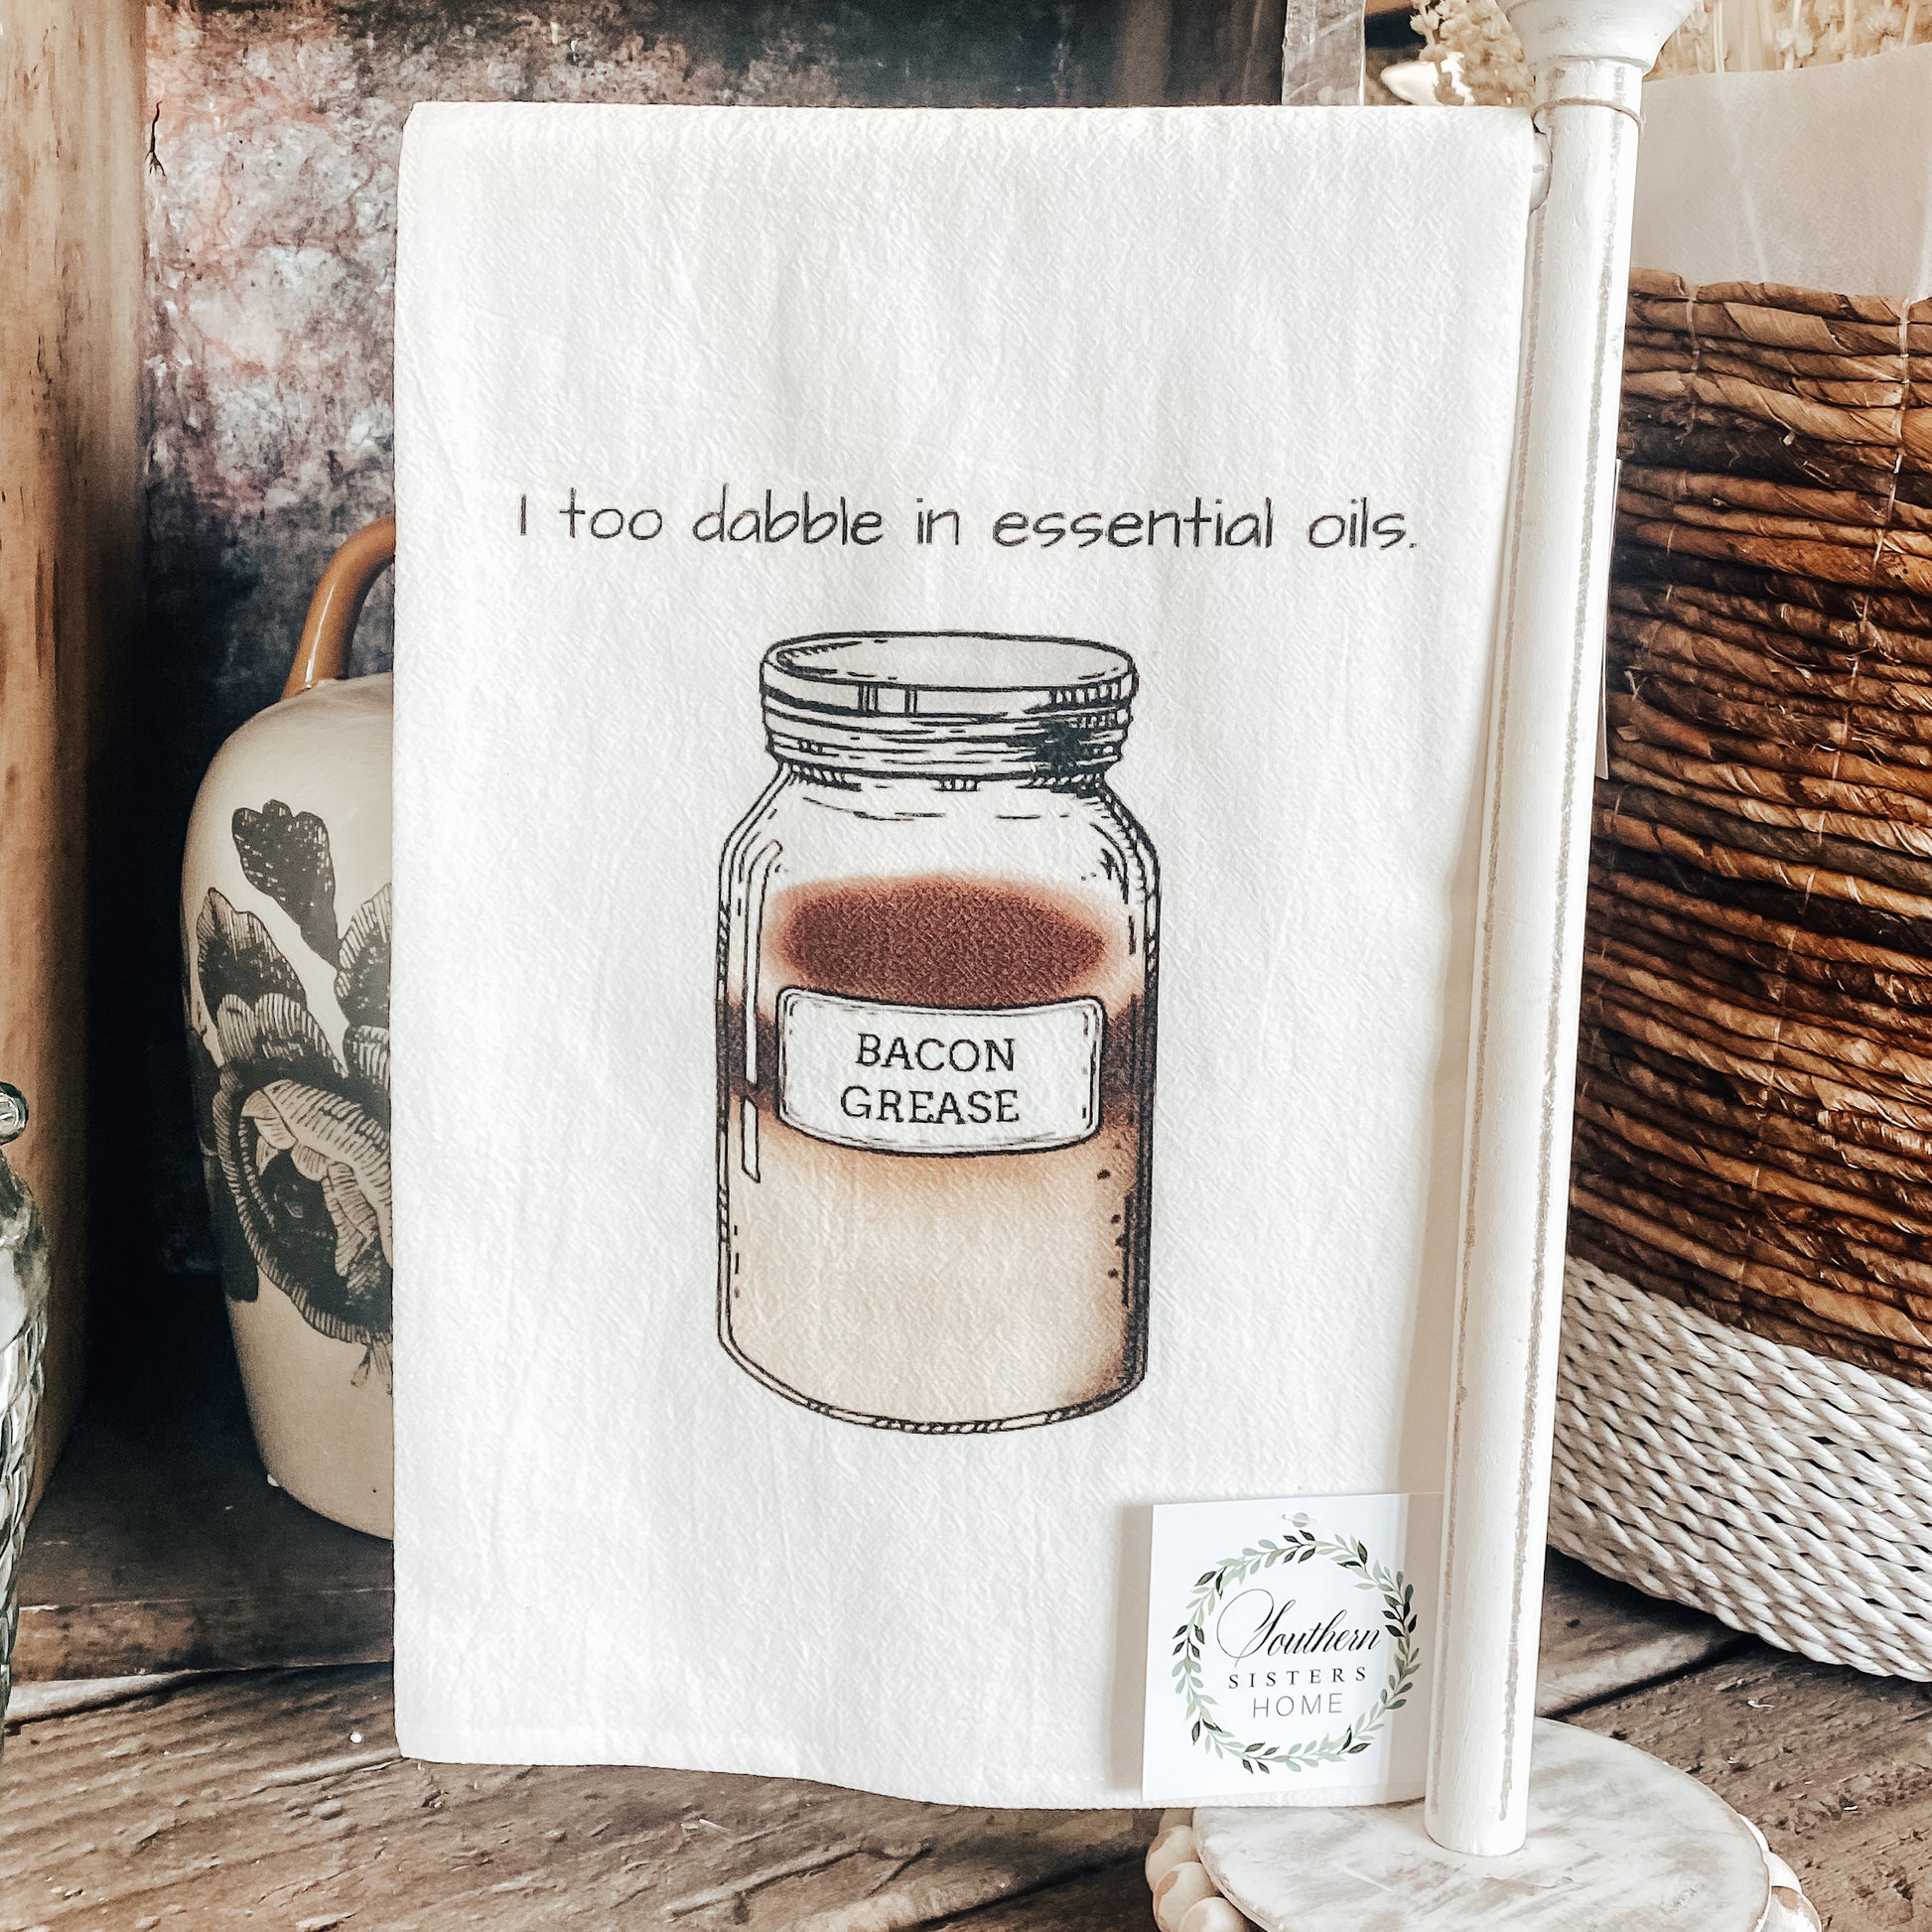 I too dabble in essential oils.
BACON
GREASE
Southern
SISTERS
HOME